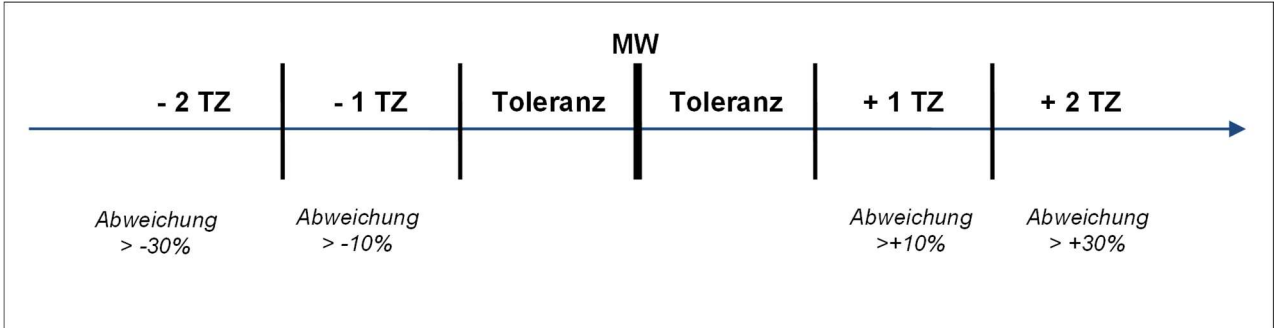 MW
- 2 TZ - 1 TZ Toleranz Toleranz + 1 TZ + 2 TZ
Abweichung Abweichung Abweichung Abweichung
> -30% > -10% >+10% > +30%